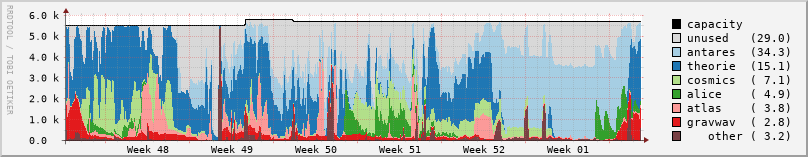 6.0 k
5.0 k
4.0 k
3.0 k
2.0 k
1.0 k
0.0
Week 48 Week 49 Week 50 Week 51 Week 52 Week 01
capacity
unused (29.0)
antares (34.3)
theorie (15.1)
cosmics ( 7.1)
alice ( 4.9)
atlas ( 3.8)
gravwav ( 2.8)
other ( 3.2)
RRDTOOL / TOBI OETIKER